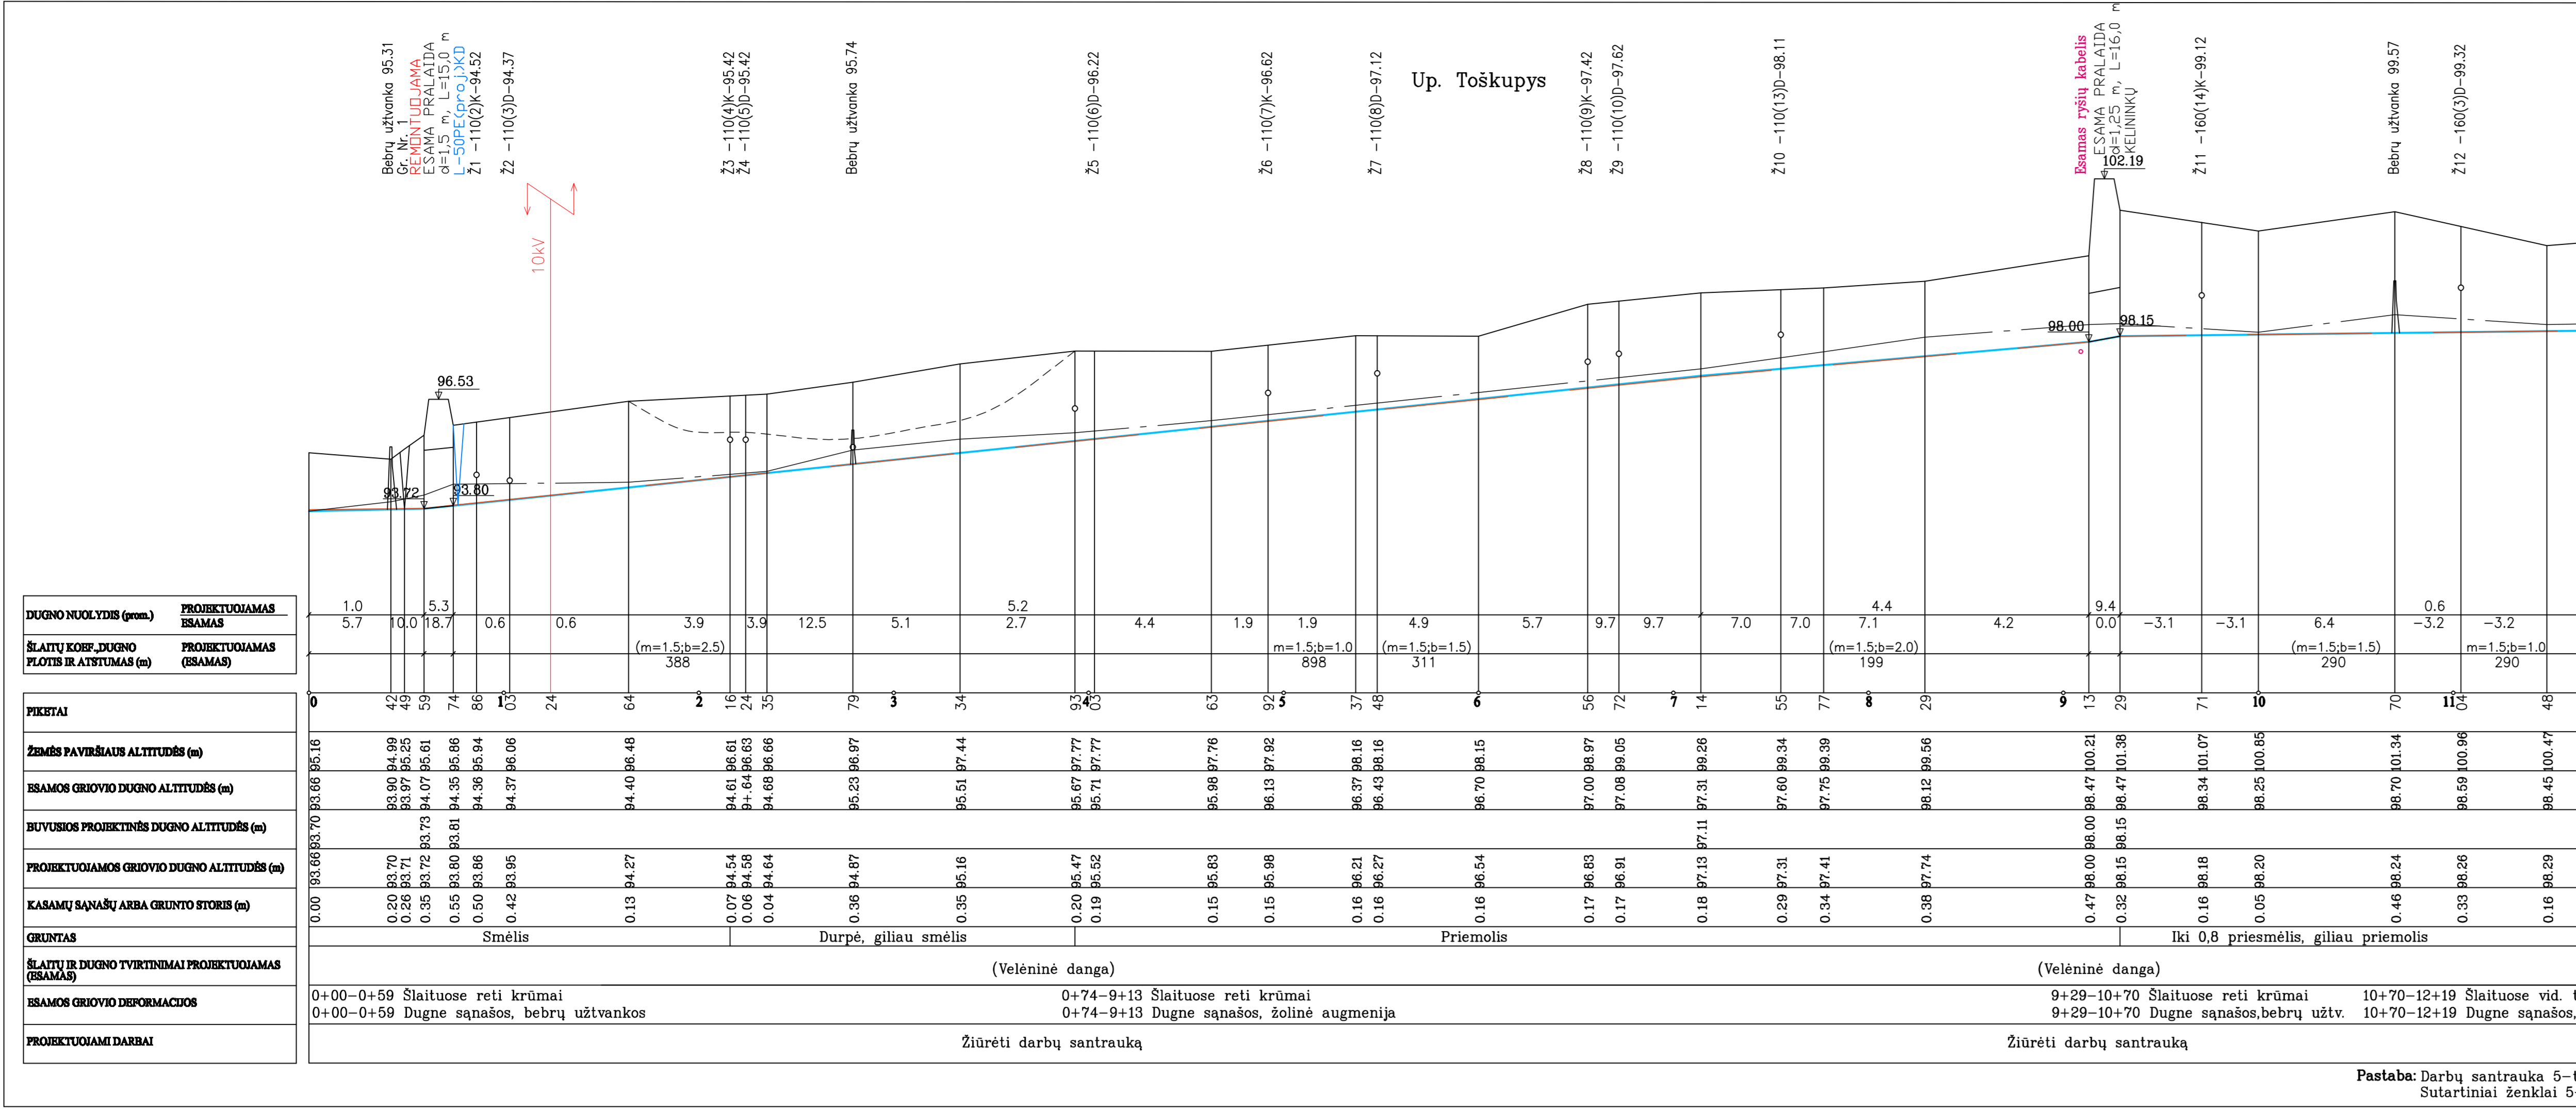 Up. Toškupys
Bebrų užtvanka 95.31
Gr. Nr. 1
REMONTUOJAMA
ESAMA PRALAIDA
d=1,5 m, L=15,0 m
L-50PE(proj.)KD
Ž1 -110(2)K-94.52
Ž2 -110(3)D-94.37
10kV
Ž3 -110(4)K-95.42
Ž4 -110(5)D-95.42
Bebrų užtvanka 95.74
Ž5 -110(6)D-96.22
Ž6 -110(7)K-96.62
Ž7 -110(8)D-97.12
Ž8 -110(9)K-97.42
Ž9 -110(10)D-97.62
Ž10 -110(13)D-98.11
Esamas ryšių kabelis
ESAMA PRALAIDA
d=1,25 m, L=16,0 m
KELININKŲ
Ž11 -160(14)K-99.12
Bebrų užtvanka 99.57
Ž12 -160(3)D-99.32
102.19
98.00 98.15
96.53
93.72 93.80
DUGNO NUOLYDIS (prom.) PROJEKTUOJAMAS
ESAMAS
1.0 5.3 5.2 4.4 9.4 0.6
5.7 10.0 18.7 0.6 0.6 3.9 3.9 12.5 5.1 2.7 4.4 1.9 1.9 4.9 5.7 9.7 9.7 7.0 7.0 7.1 4.2 0.0 -3.1 -3.1 6.4 -3.2 -3.2
ŠLAITŲ KOEF.,DUGNO PROJEKTUOJAMAS
PLOTIS IR ATSTUMAS (m) (ESAMAS)
(m=1.5;b=2.5) m=1.5;b=1.0 (m=1.5;b=1.5) (m=1.5;b=2.0) (m=1.5;b=1.5) m=1.5;b=1.0
388 898 311 199 290 290
PIKETAI
0 42 49 59 74 86 1 03 24 64 2 16 24 35 79 3 34 93 4 03 63 92 5 37 48 6 56 72 7 14 55 77 8 29 9 13 29 71 10 70 11 04 48
ŽEMĖS PAVIRŠIAUS ALTITUDĖS (m)
95.16 94.99 95.25 95.61 95.86 95.94 96.06 96.48 96.61 96.63 96.66 96.97 97.44 97.77 97.77 97.76 97.92 98.16 98.16 98.15 98.97 99.05 99.26 99.34 99.39 99.56 100.21 101.38 101.07 100.85 101.34 100.96 100.47
ESAMOS GRIOVIO DUGNO ALTITUDĖS (m)
93.66 93.90 93.97 94.07 94.35 94.36 94.37 94.40 94.61 9+.64 94.68 95.23 95.51 95.67 95.71 95.98 96.13 96.37 96.43 96.70 97.00 97.08 97.31 97.60 97.75 98.12 98.47 98.47 98.34 98.25 98.70 98.59 98.45
BUVUSIOS PROJEKTINĖS DUGNO ALTITUDĖS (m)
93.70 93.73 93.81 97.11 98.00 98.15
PROJEKTUOJAMOS GRIOVIO DUGNO ALTITUDĖS (m)
93.66 93.70 93.71 93.72 93.80 93.86 93.95 94.27 94.54 94.58 94.64 94.87 95.16 95.47 95.52 95.83 95.98 96.21 96.27 96.54 96.83 96.91 97.13 97.31 97.41 97.74 98.00 98.15 98.18 98.20 98.24 98.26 98.29
KASAMŲ SĄNAŠŲ ARBA GRUNTO STORIS (m)
0.00 0.20 0.26 0.35 0.55 0.50 0.42 0.13 0.07 0.06 0.04 0.36 0.35 0.20 0.19 0.15 0.15 0.16 0.16 0.16 0.17 0.17 0.18 0.29 0.34 0.38 0.47 0.32 0.16 0.05 0.46 0.33 0.16
GRUNTAS
Smėlis Durpė, giliau smėlis Priemolis Iki 0,8 priesmėlis, giliau priemolis
ŠLAITŲ IR DUGNO TVIRTINIMAI PROJEKTUOJAMAS
(ESAMAS)
(Velėninė danga) (Velėninė danga)
ESAMOS GRIOVIO DEFORMACIJOS
0+00-0+59 Šlaituose reti krūmai 0+74-9+13 Šlaituose reti krūmai 9+29-10+70 Šlaituose reti krūmai 10+70-12+19 Šlaituose vid.
0+00-0+59 Dugne sąnašos, bebrų užtvankos 0+74-9+13 Dugne sąnašos, žolinė augmenija 9+29-10+70 Dugne sąnašos,bebrų užtv. 10+70-12+19 Dugne sąnašos,
PROJEKTUOJAMI DARBAI
Žiūrėti darbų santrauką Žiūrėti darbų santrauką
Pastaba: Darbų santrauka 5-
Sutartiniai ženklai 5